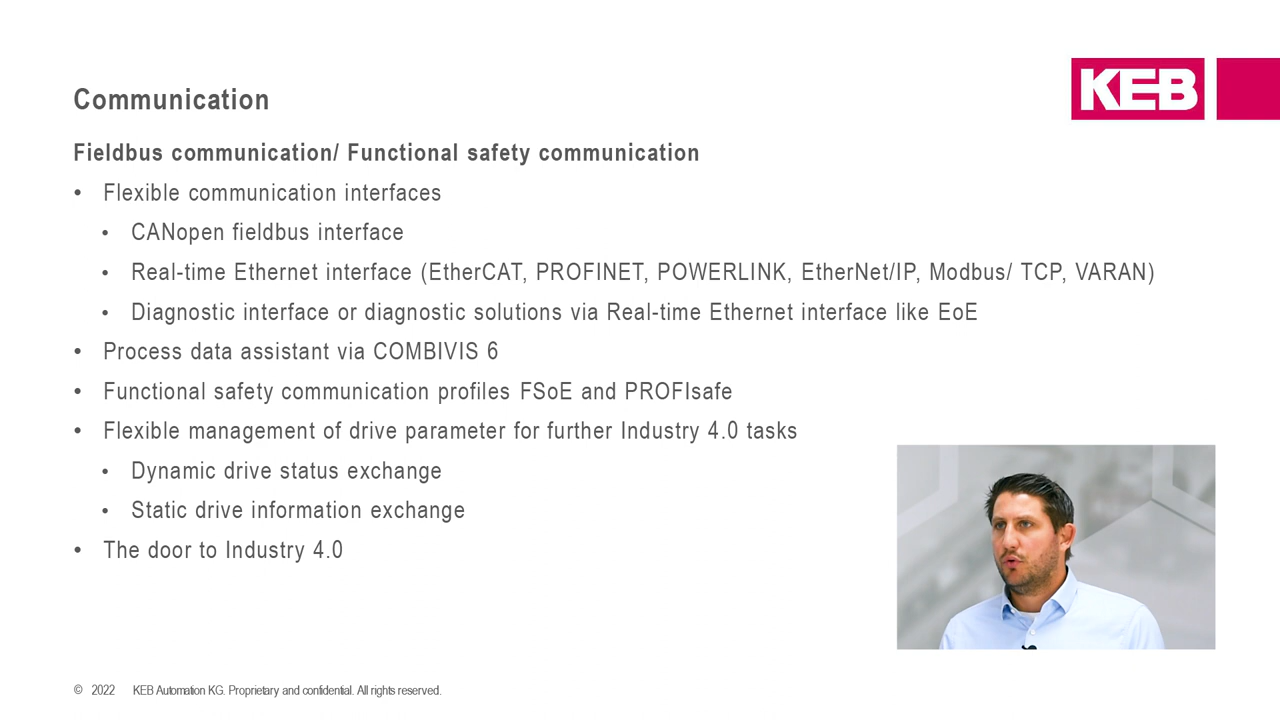 KEB
Communication
Fieldbus communication/ Functional safety communication
• Flexible communication interfaces
• CANopen fieldbus interface
• Real-time Ethernet interface (EtherCAT, PROFINET, POWERLINK, EtherNet/IP, Modbus/ TCP, VARAN)
• Diagnostic interface or diagnostic solutions via Real-time Ethernet interface like EoE
• Process data assistant via COMBIVIS 6
• Functional safety communication profiles FSoE and PROFIsafe
• Flexible management of drive parameter for further Industry 4.0 tasks
• Dynamic drive status exchange
• Static drive information exchange
• The door to Industry 4.0
© 2022 KEB Automation KG. Proprietary and confidential. All rights reserved.